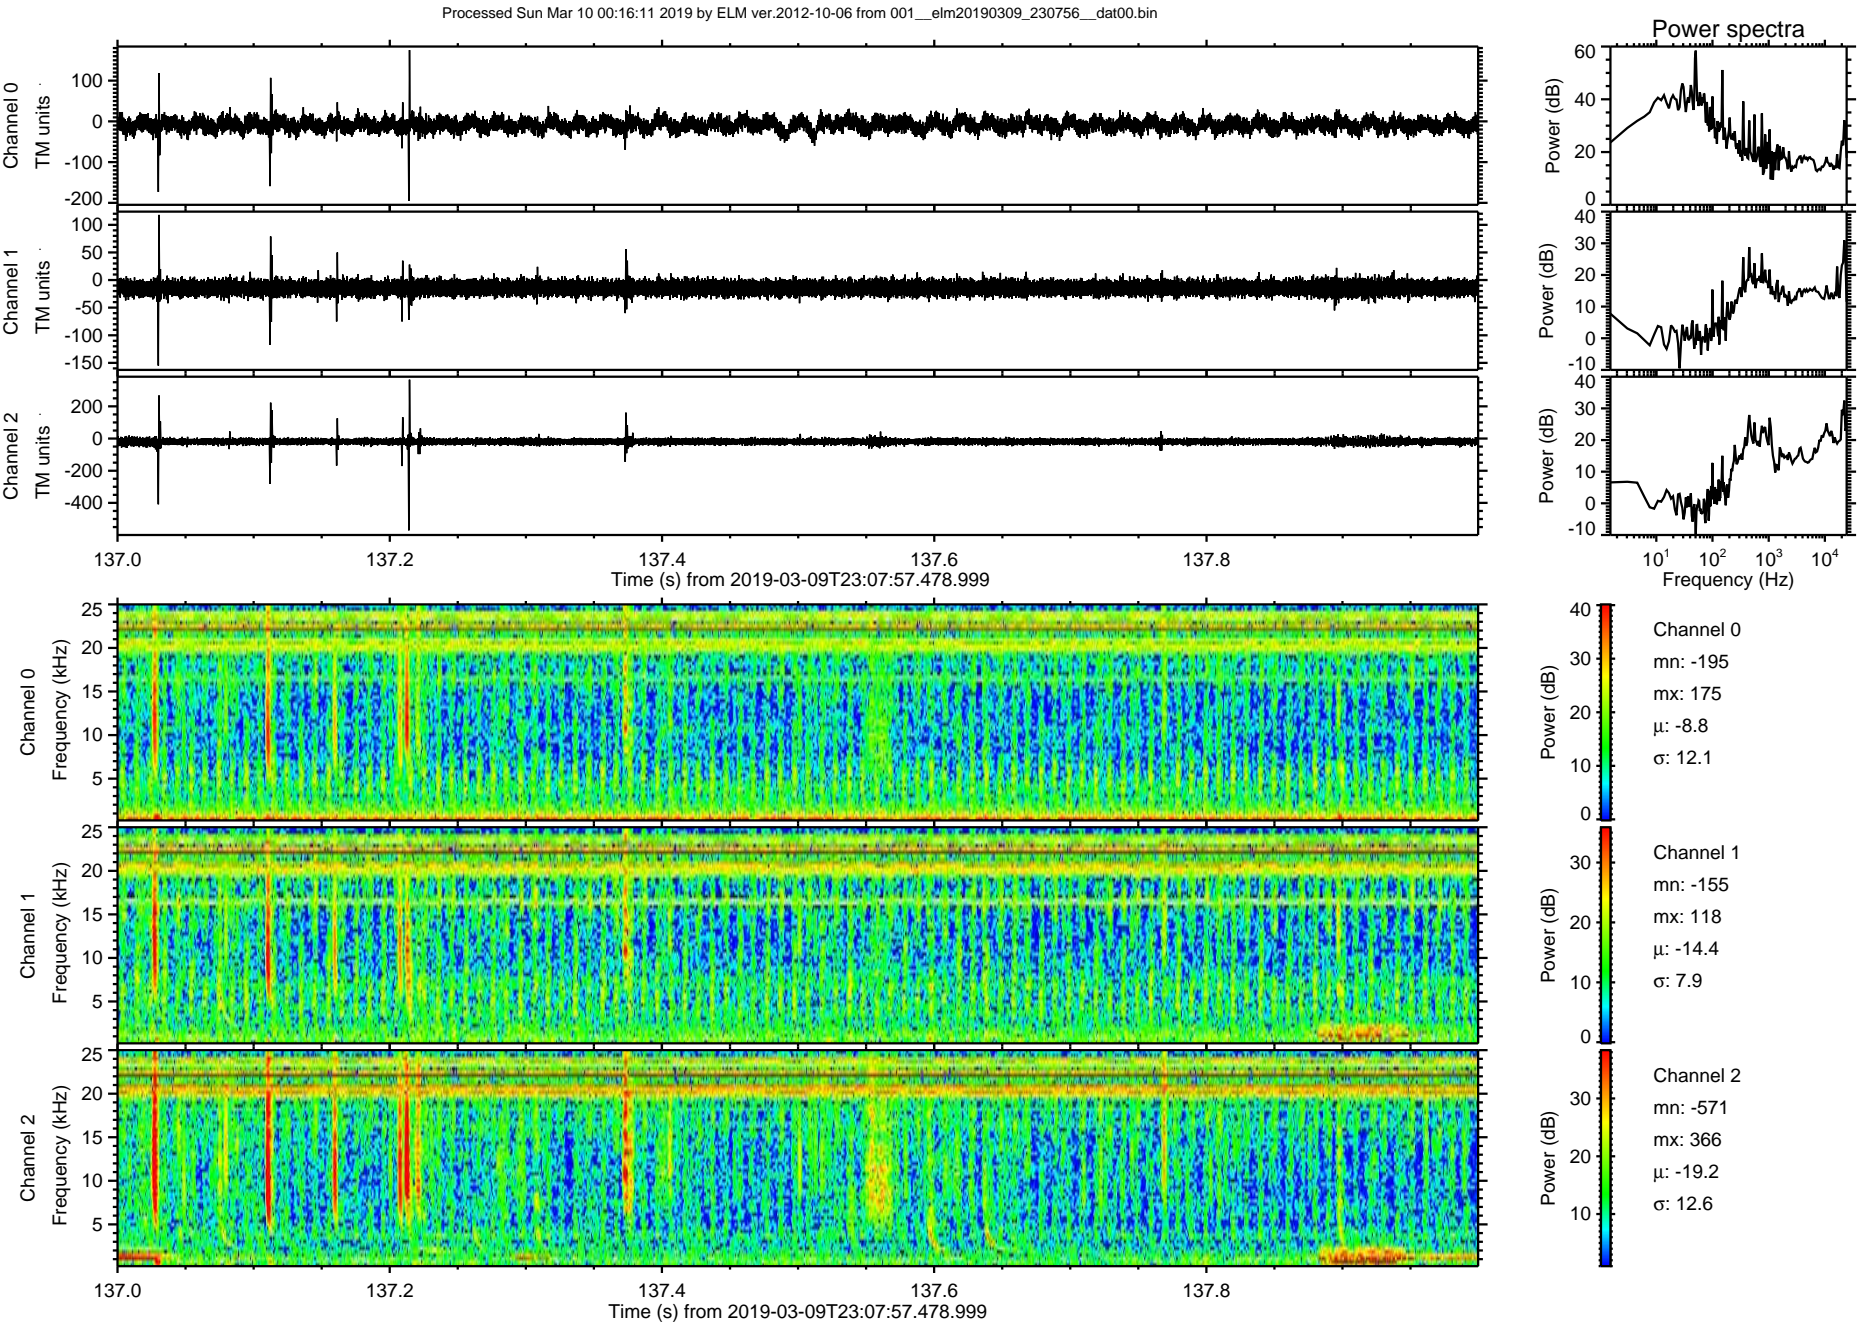 Processed Sun Mar 10 00:16:11 2019 by ELM ver.2012-10-06 from 001__elm20190309_230756__dat00.bin
Power spectra
Channel 0
TM units
100
0
-100
-200
Power (dB)
60
40
20
0
Channel 1
TM units
100
50
0
-50
-100
-150
Power (dB)
40
30
20
10
0
-10
Channel 2
TM units
200
0
-200
-400
Power (dB)
40
30
20
10
0
-10
137.0 137.2 137.4 137.6 137.8
Time (s) from 2019-03-09T23:07:57.478.999
10¹ 10² 10³ 10⁴
Frequency (Hz)
Channel 0
Frequency (kHz)
25
20
15
10
5
Power (dB)
40
30
20
10
0
Channel 0
mn: -195
mx: 175
μ: -8.8
σ: 12.1
Channel 1
Frequency (kHz)
25
20
15
10
5
Power (dB)
30
20
10
0
Channel 1
mn: -155
mx: 118
μ: -14.4
σ: 7.9
Channel 2
Frequency (kHz)
25
20
15
10
5
Power (dB)
30
20
10
Channel 2
mn: -571
mx: 366
μ: -19.2
σ: 12.6
137.0 137.2 137.4 137.6 137.8
Time (s) from 2019-03-09T23:07:57.478.999